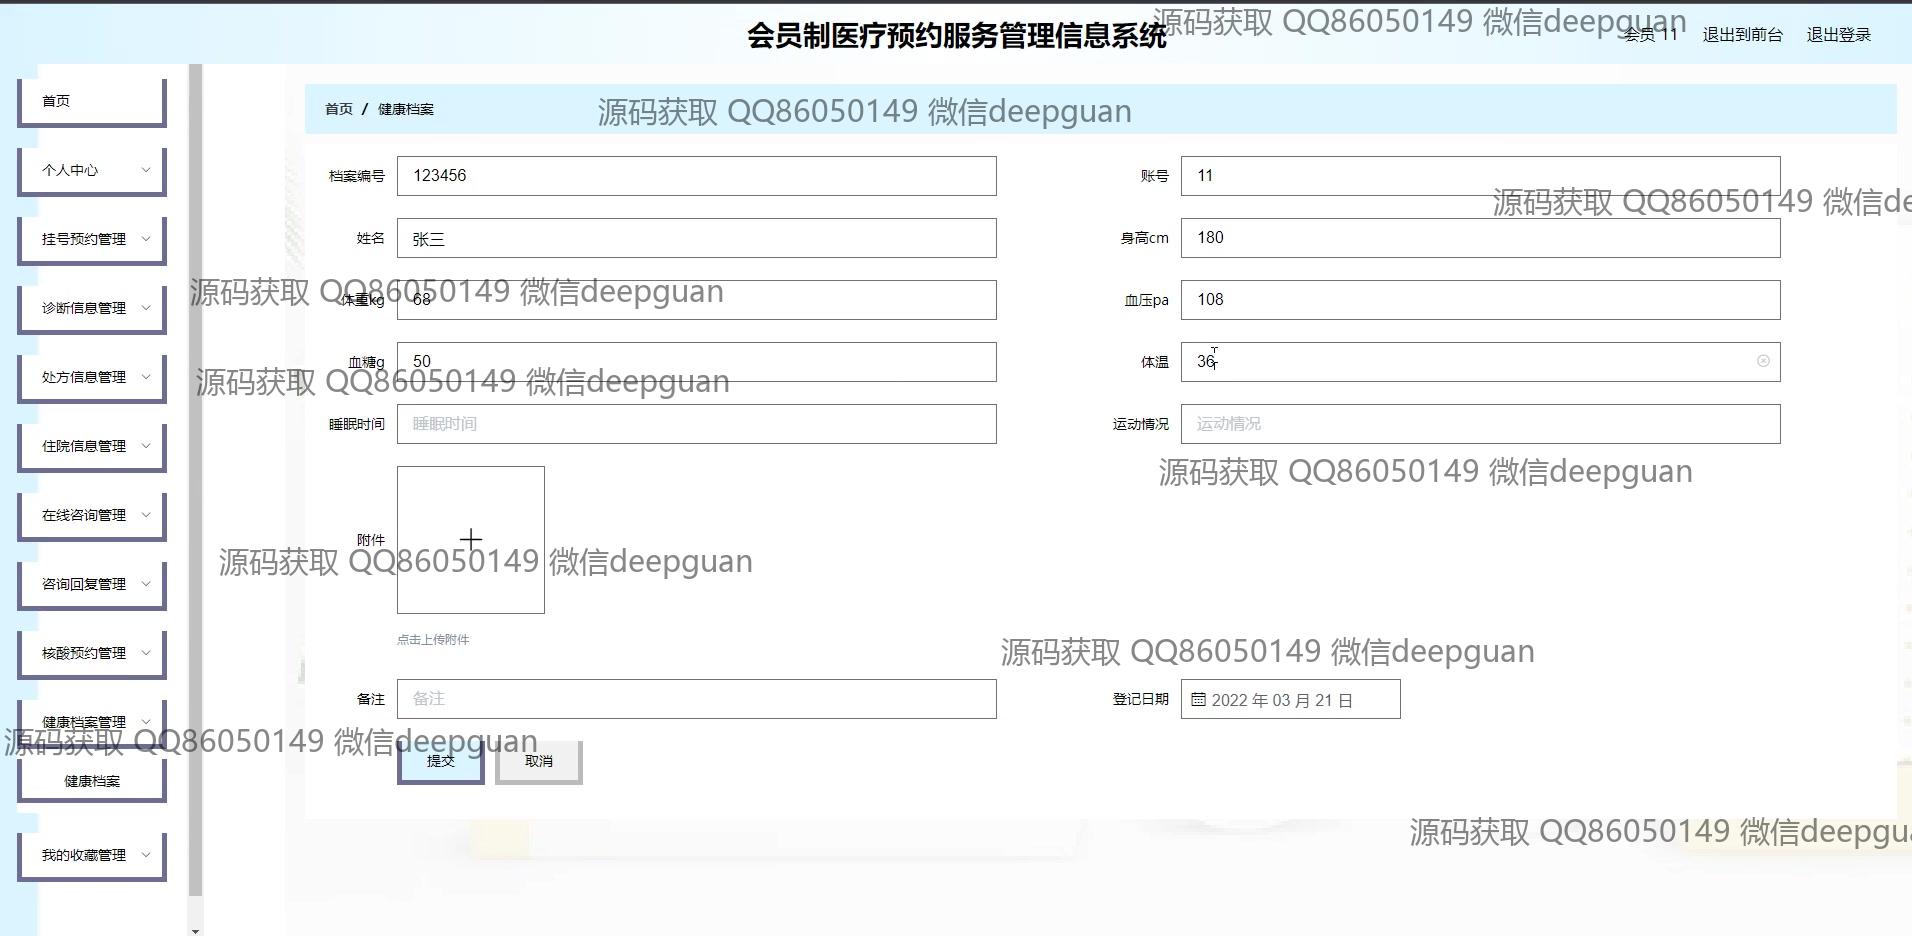 会员制医疗预约服务管理信息系统
源码获取 QQ86050149 微信deepguan
会员 11 退出到前台 退出登录
首页
个人中心
挂号预约管理
诊断信息管理
处方信息管理
住院信息管理
在线咨询管理
咨询回复管理
核酸预约管理
健康档案管理
健康档案
我的收藏管理
首页 / 健康档案
源码获取 QQ86050149 微信deepguan
档案编号 123456
账号 11
源码获取 QQ86050149 微信de
姓名 张三
身高cm 180
源码获取 QQ86050149 微信deepguan
体重kg 68
血压pa 108
血糖g 50
体温 36
源码获取 QQ86050149 微信deepguan
睡眠时间 睡眠时间
运动情况 运动情况
源码获取 QQ86050149 微信deepguan
附件
源码获取 QQ86050149 微信deepguan
点击上传附件
源码获取 QQ86050149 微信deepguan
备注 备注
登记日期 2022 年 03 月 21 日
源码获取 QQ86050149 微信deepguan
提交 取消
源码获取 QQ86050149 微信deepgua